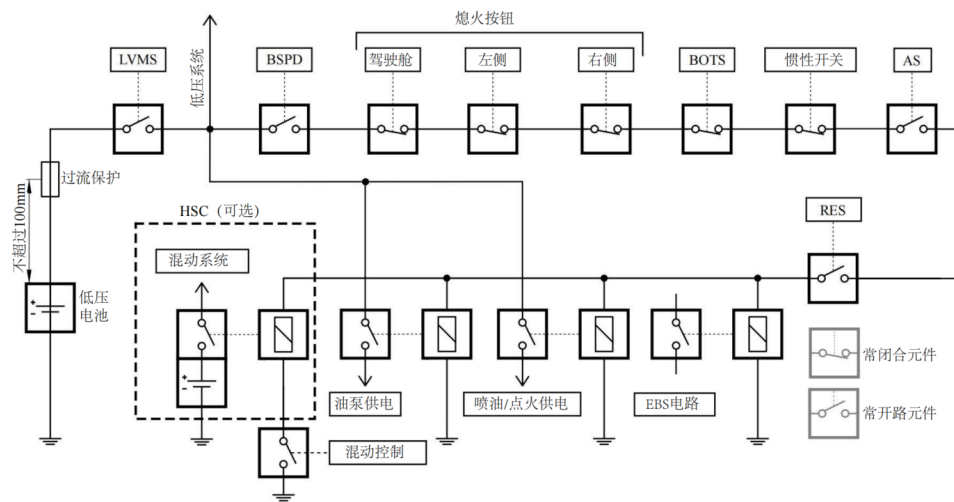 熄火按钮
LVMS
低压系统
BSPD
驾驶舱
左侧
右侧
BOTS
惯性开关
AS
过流保护
不超过100mm
HSC（可选）
RES
混动系统
+
-
低压
电池
+
-
常闭合元件
油泵供电
喷油/点火供电
EBS电路
常开路元件
混动控制